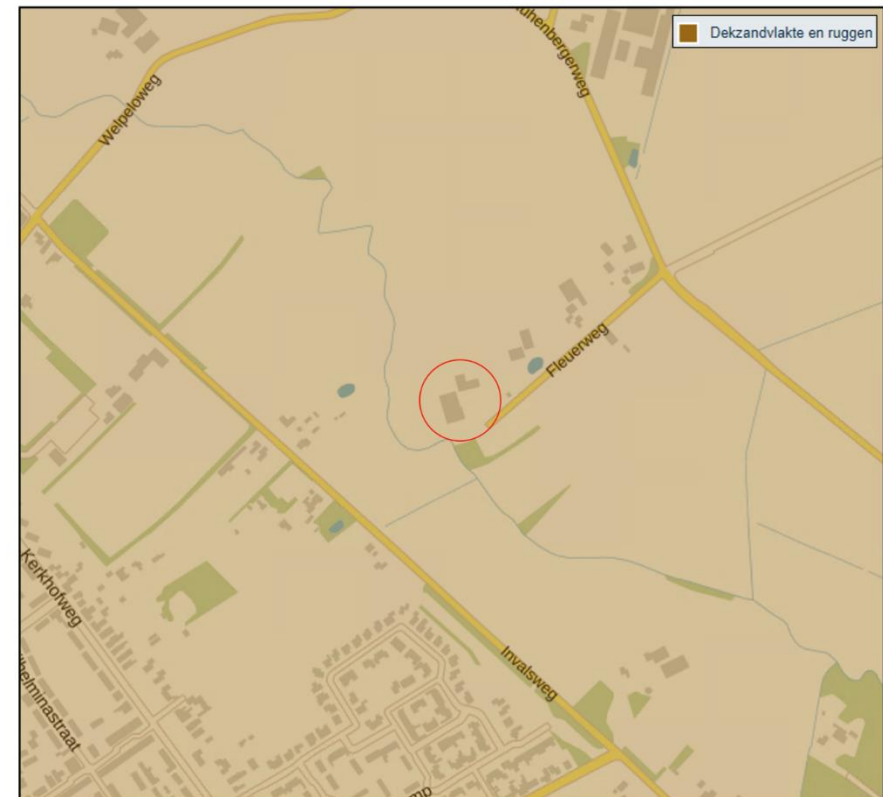 Dekzandvlakte en ruggen
Welpeloweg
Fleuerweg
Invalsweg
Kerkhofweg